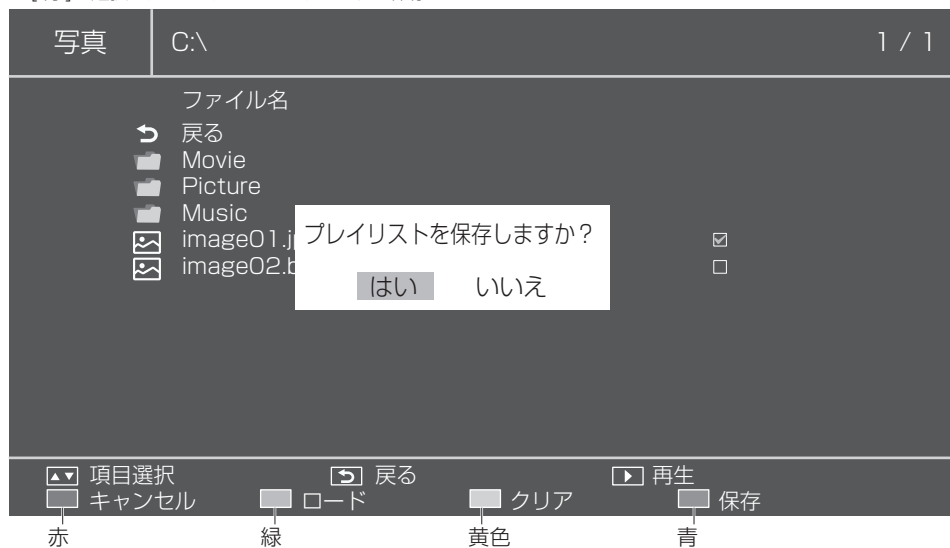 写真 C:\ 1 / 1
ファイル名
戻る
Movie
Picture
Music
image01.j
image02.b
プレイリストを保存しますか？
はい いいえ
項目選択 戻る 再生
キャンセル ロード クリア 保存
赤 緑 黄色 青